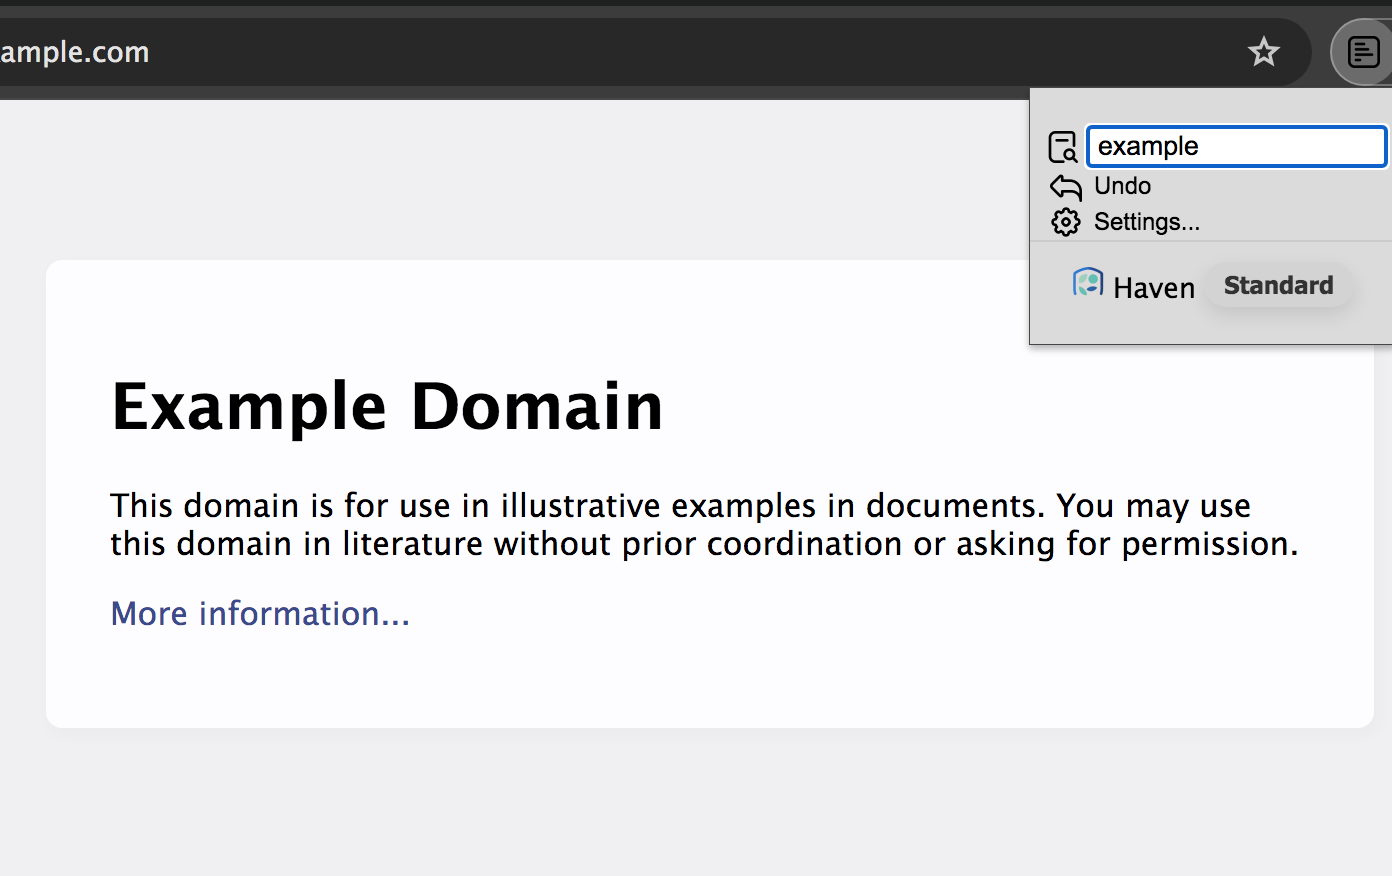 ample.com
example
Undo
Settings...
Haven Standard
Example Domain
This domain is for use in illustrative examples in documents. You may use
this domain in literature without prior coordination or asking for permission.
More information...